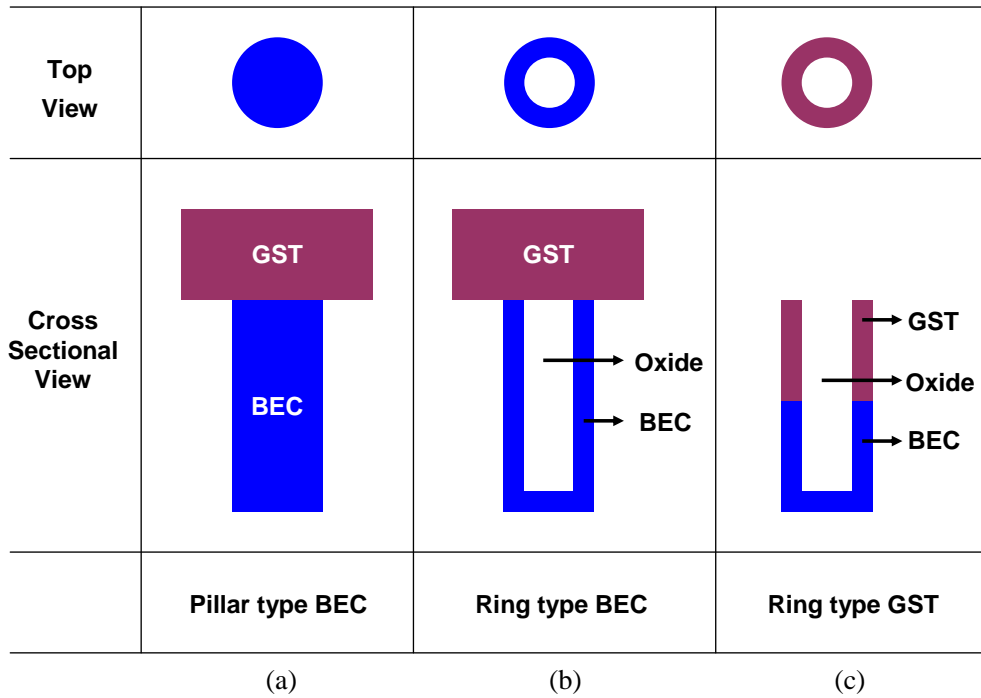 Top
View
GST
BEC
GST
Oxide
BEC
GST
Oxide
BEC
Cross
Sectional
View
Pillar type BEC
Ring type BEC
Ring type GST
(a)
(b)
(c)